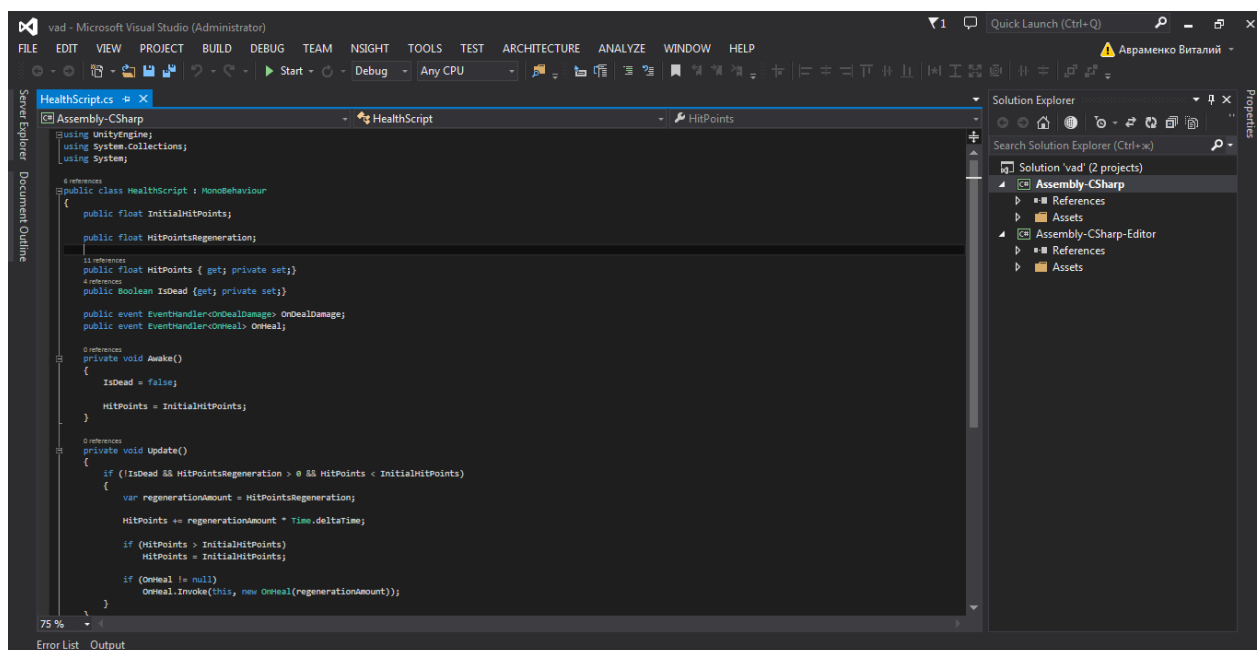 vad - Microsoft Visual Studio (Administrator)
1
Quick Launch (Ctrl+Q)
FILE EDIT VIEW PROJECT BUILD DEBUG TEAM NSIGHT TOOLS TEST ARCHITECTURE ANALYZE WINDOW HELP
Авраменко Виталий
Start
Debug
Any CPU
Server Explorer
Document Outline
HealthScript.cs
Assembly-CSharp
HealthScript
HitPoints
using UnityEngine;
using System.Collections;
using System;
6 references
public class HealthScript : MonoBehaviour
{
public float InitialHitPoints;
public float HitPointsRegeneration;
11 references
public float HitPoints { get; private set;}
4 references
public Boolean IsDead {get; private set;}
public event EventHandler<OnDealDamage> OnDealDamage;
public event EventHandler<OnHeal> OnHeal;
0 references
private void Awake()
{
IsDead = false;
HitPoints = InitialHitPoints;
}
0 references
private void Update()
{
if (!IsDead && HitPointsRegeneration > 0 && HitPoints < InitialHitPoints)
{
var regenerationAmount = HitPointsRegeneration;
HitPoints += regenerationAmount * Time.deltaTime;
if (HitPoints > InitialHitPoints)
HitPoints = InitialHitPoints;
if (OnHeal != null)
OnHeal.Invoke(this, new OnHeal(regenerationAmount));
}
}
75 %
Error List Output
Solution Explorer
Search Solution Explorer (Ctrl+ж)
Solution 'vad' (2 projects)
Assembly-CSharp
References
Assets
Assembly-CSharp-Editor
References
Assets
Properties